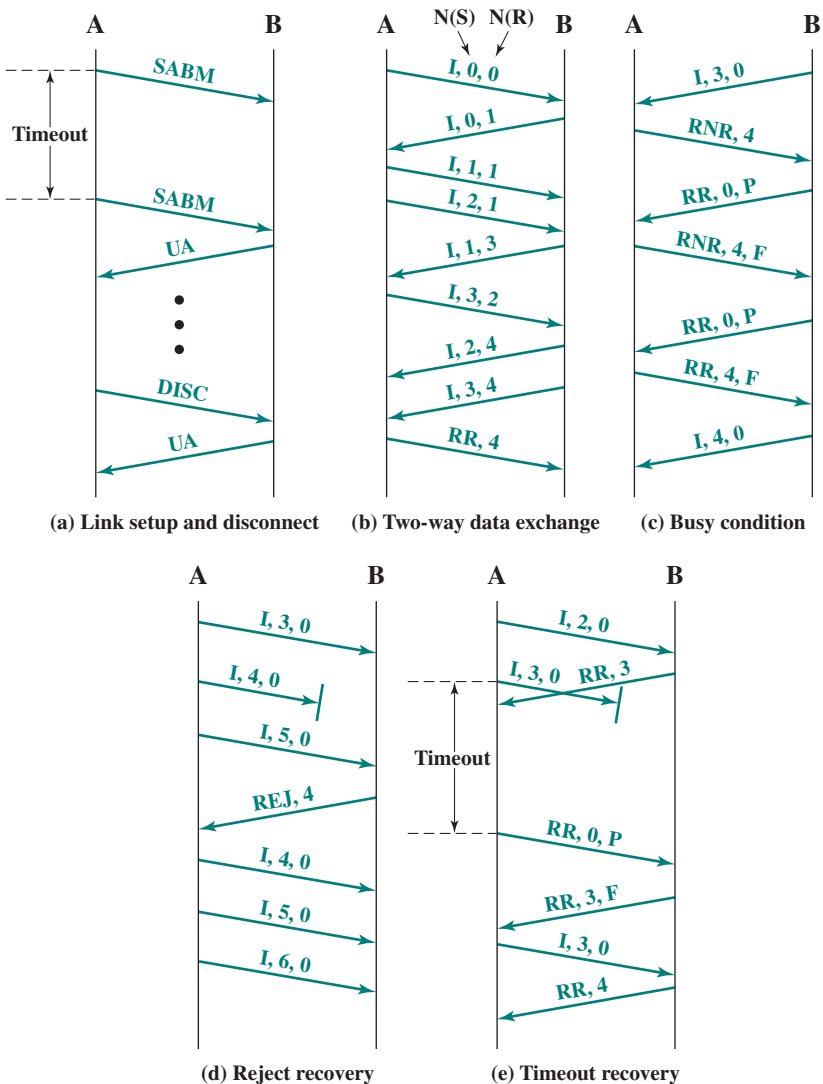 N(S) N(R)
A B
SABM
Timeout
SABM
UA
DISC
UA
(a) Link setup and disconnect
A B
I, 0, 0
I, 0, 1
I, 1, 1
I, 2, 1
I, 1, 3
I, 3, 2
I, 2, 4
I, 3, 4
RR, 4
(b) Two-way data exchange
A B
I, 3, 0
RNR, 4
RR, 0, P
RNR, 4, F
RR, 0, P
RR, 4, F
I, 4, 0
(c) Busy condition
A B
I, 3, 0
I, 4, 0
I, 5, 0
REJ, 4
I, 4, 0
I, 5, 0
I, 6, 0
(d) Reject recovery
A B
I, 2, 0
I, 3, 0
RR, 3
Timeout
RR, 0, P
RR, 3, F
I, 3, 0
RR, 4
(e) Timeout recovery